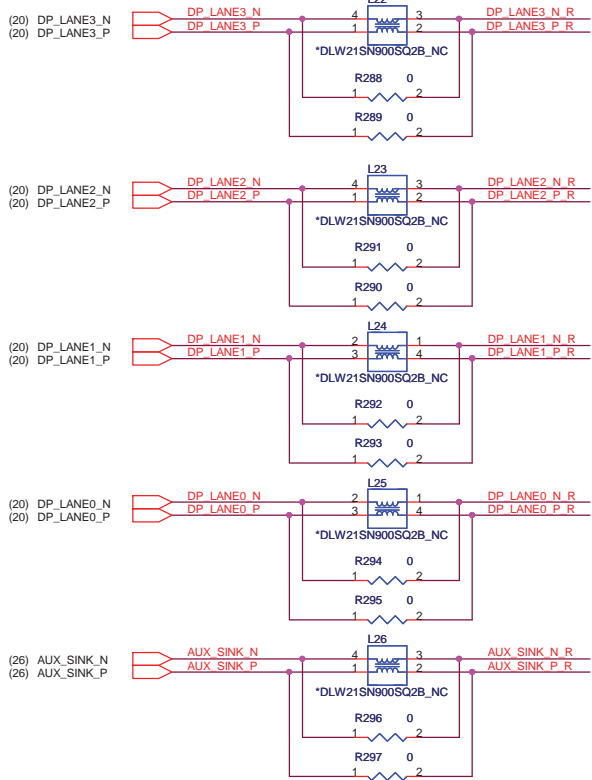 L22
(20) DP_LANE3_N DP_LANE3_N 4 3 DP_LANE3_N_R
(20) DP_LANE3_P DP_LANE3_P 1 2 DP_LANE3_P_R
*DLW21SN900SQ2B_NC
R288 0
1 2
R289 0
1 2
L23
(20) DP_LANE2_N DP_LANE2_N 4 3 DP_LANE2_N_R
(20) DP_LANE2_P DP_LANE2_P 1 2 DP_LANE2_P_R
*DLW21SN900SQ2B_NC
R291 0
1 2
R290 0
1 2
L24
(20) DP_LANE1_N DP_LANE1_N 2 1 DP_LANE1_N_R
(20) DP_LANE1_P DP_LANE1_P 3 4 DP_LANE1_P_R
*DLW21SN900SQ2B_NC
R292 0
1 2
R293 0
1 2
L25
(20) DP_LANE0_N DP_LANE0_N 2 1 DP_LANE0_N_R
(20) DP_LANE0_P DP_LANE0_P 3 4 DP_LANE0_P_R
*DLW21SN900SQ2B_NC
R294 0
1 2
R295 0
1 2
L26
(26) AUX_SINK_N AUX_SINK_N 4 3 AUX_SINK_N_R
(26) AUX_SINK_P AUX_SINK_P 1 2 AUX_SINK_P_R
*DLW21SN900SQ2B_NC
R296 0
1 2
R297 0
1 2